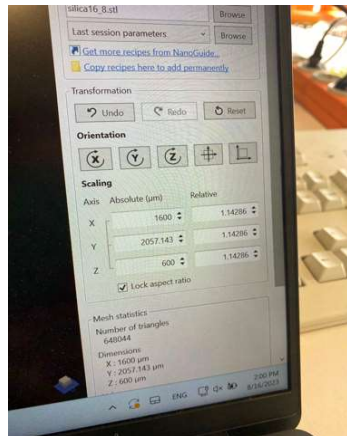 silica16_8.stl
Browse
Last session parameters
Browse
Get more recipes from NanoGuide...
Copy recipes here to add permanently
Transformation
Undo Redo Reset
Orientation
X Y Z
Scaling
Axis Absolute (µm) Relative
X 1600 1.14286
Y 2057.143 1.14286
Z 600 1.14286
Lock aspect ratio
Mesh statistics
Number of triangles
648044
Dimensions
X : 1600 µm
Y : 2057.143 µm
Z : 600 µm
ENG
2:00 PM
8/16/2023